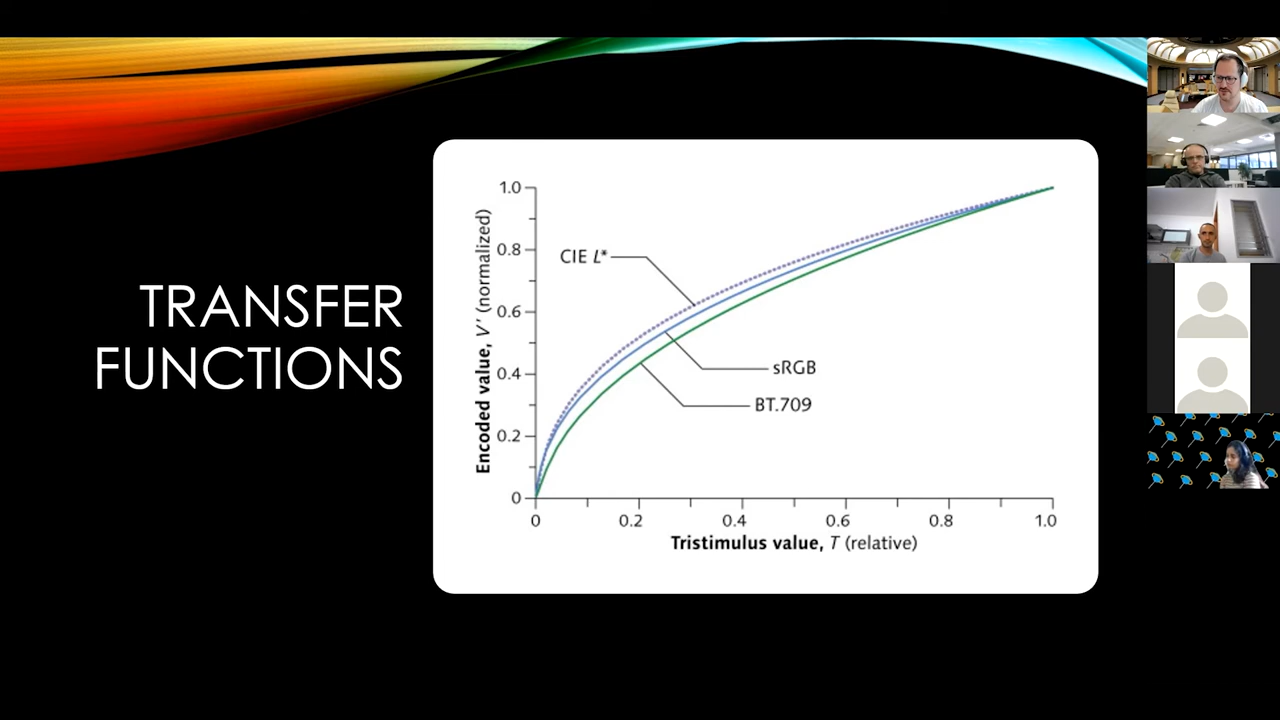 TRANSFER
FUNCTIONS
Encoded value, V′ (normalized)
1.0
0.8
0.6
0.4
0.2
0
CIE L*
sRGB
BT.709
0 0.2 0.4 0.6 0.8 1.0
Tristimulus value, T (relative)